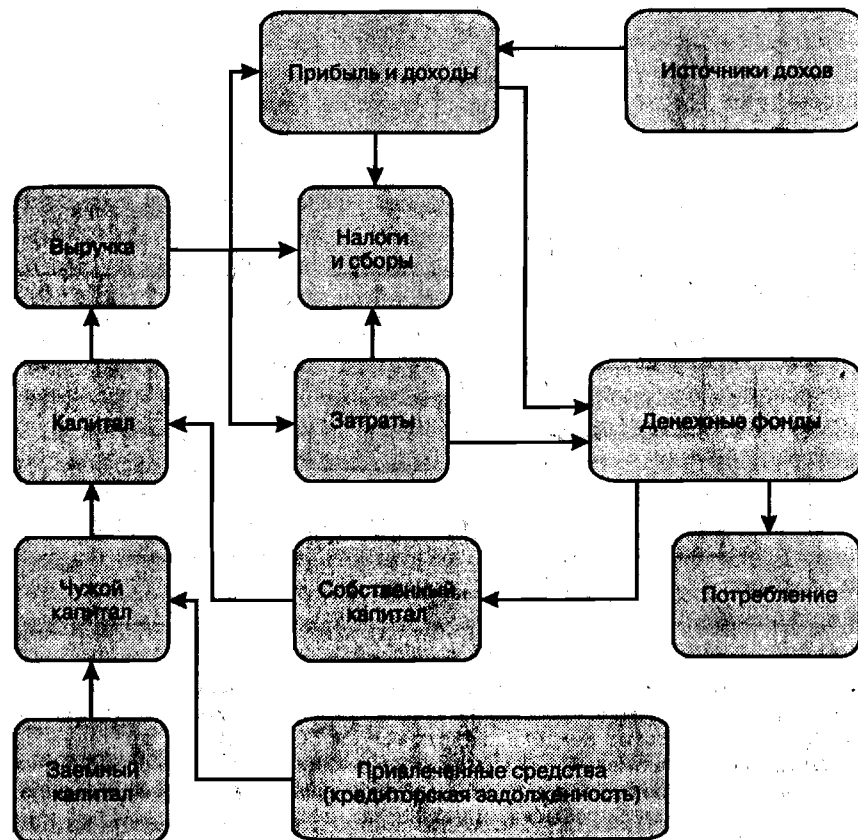 Прибыль и доходы
Источники дохов
Выручка
Налоги
и сборы
Капитал
Затраты
Денежные фонды
Чужой
капитал
Собственный
капитал
Потребление
Заемный
капитал
Привлеченные средства
(кредиторская задолженность)